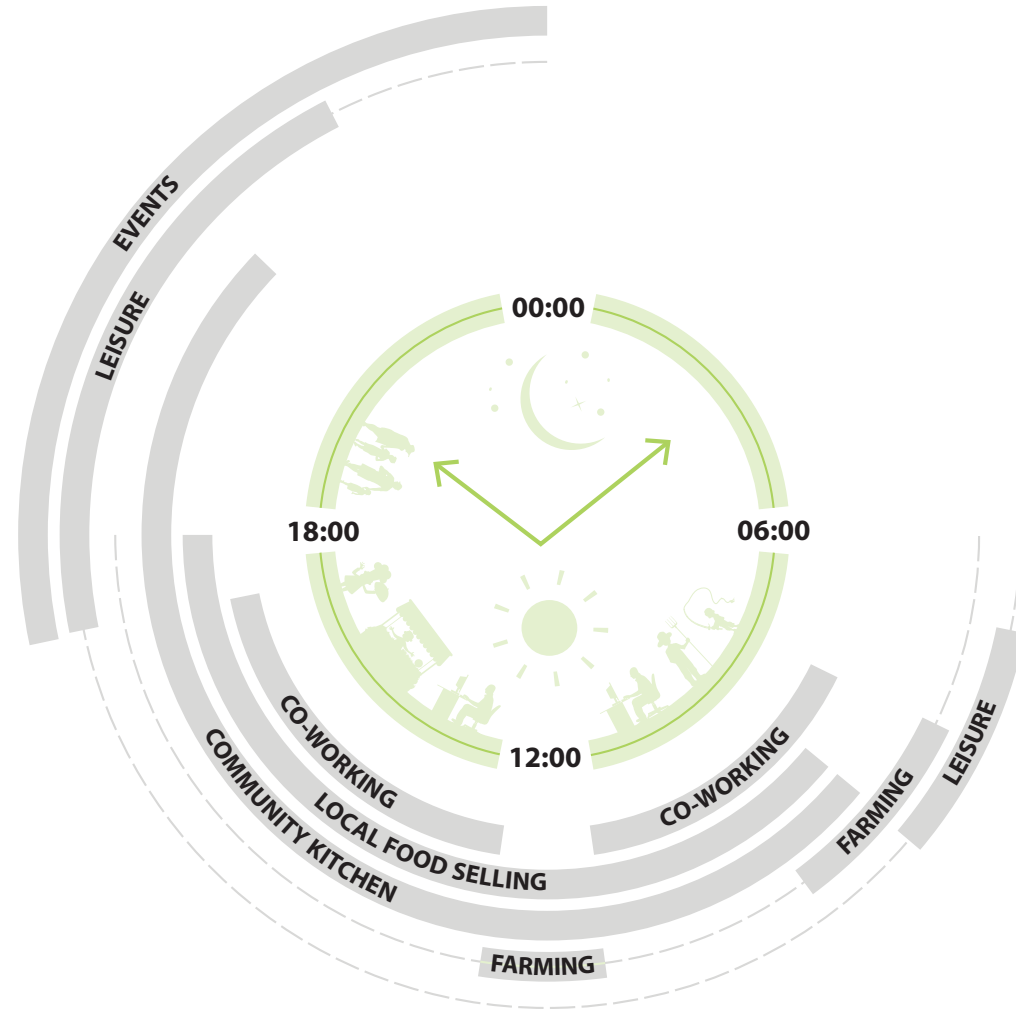 EVENTS
LEISURE
00:00
18:00
06:00
12:00
CO-WORKING
LOCAL FOOD SELLING
COMMUNITY KITCHEN
CO-WORKING
FARMING
LEISURE
FARMING